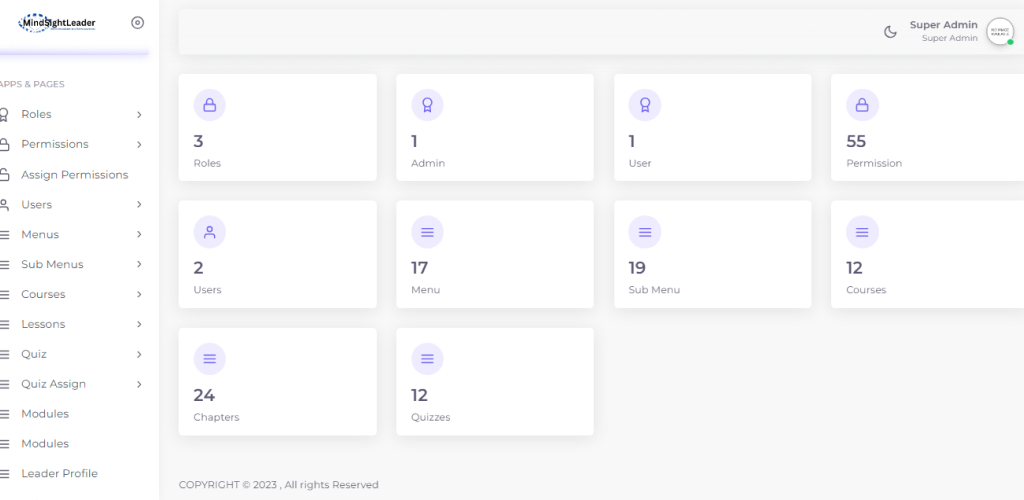 MindSightLeader
APPS & PAGES
Roles
Permissions
Assign Permissions
Users
Menus
Sub Menus
Courses
Lessons
Quiz
Quiz Assign
Modules
Modules
Leader Profile
Super Admin
Super Admin
3
Roles
1
Admin
1
User
55
Permission
2
Users
17
Menu
19
Sub Menu
12
Courses
24
Chapters
12
Quizzes
COPYRIGHT © 2023 , All rights Reserved